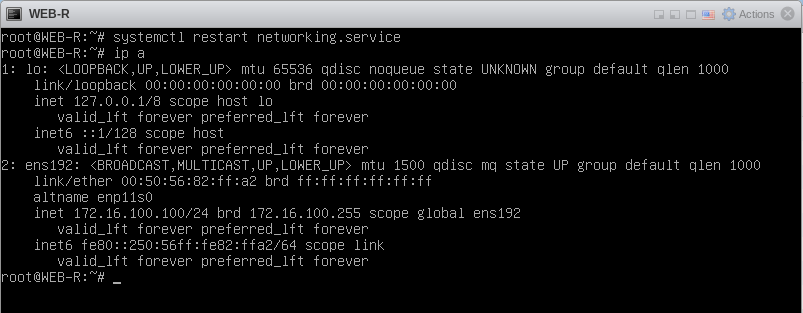 WEB-R
Actions
root@WEB-R:~# systemctl restart networking.service
root@WEB-R:~# ip a
1: lo: <LOOPBACK,UP,LOWER_UP> mtu 65536 qdisc noqueue state UNKNOWN group default qlen 1000
    link/loopback 00:00:00:00:00:00 brd 00:00:00:00:00:00
    inet 127.0.0.1/8 scope host lo
       valid_lft forever preferred_lft forever
    inet6 ::1/128 scope host
       valid_lft forever preferred_lft forever
2: ens192: <BROADCAST,MULTICAST,UP,LOWER_UP> mtu 1500 qdisc mq state UP group default qlen 1000
    link/ether 00:50:56:82:ff:a2 brd ff:ff:ff:ff:ff:ff
    altname enp11s0
    inet 172.16.100.100/24 brd 172.16.100.255 scope global ens192
       valid_lft forever preferred_lft forever
    inet6 fe80::250:56ff:fe82:ffa2/64 scope link
       valid_lft forever preferred_lft forever
root@WEB-R:~# _